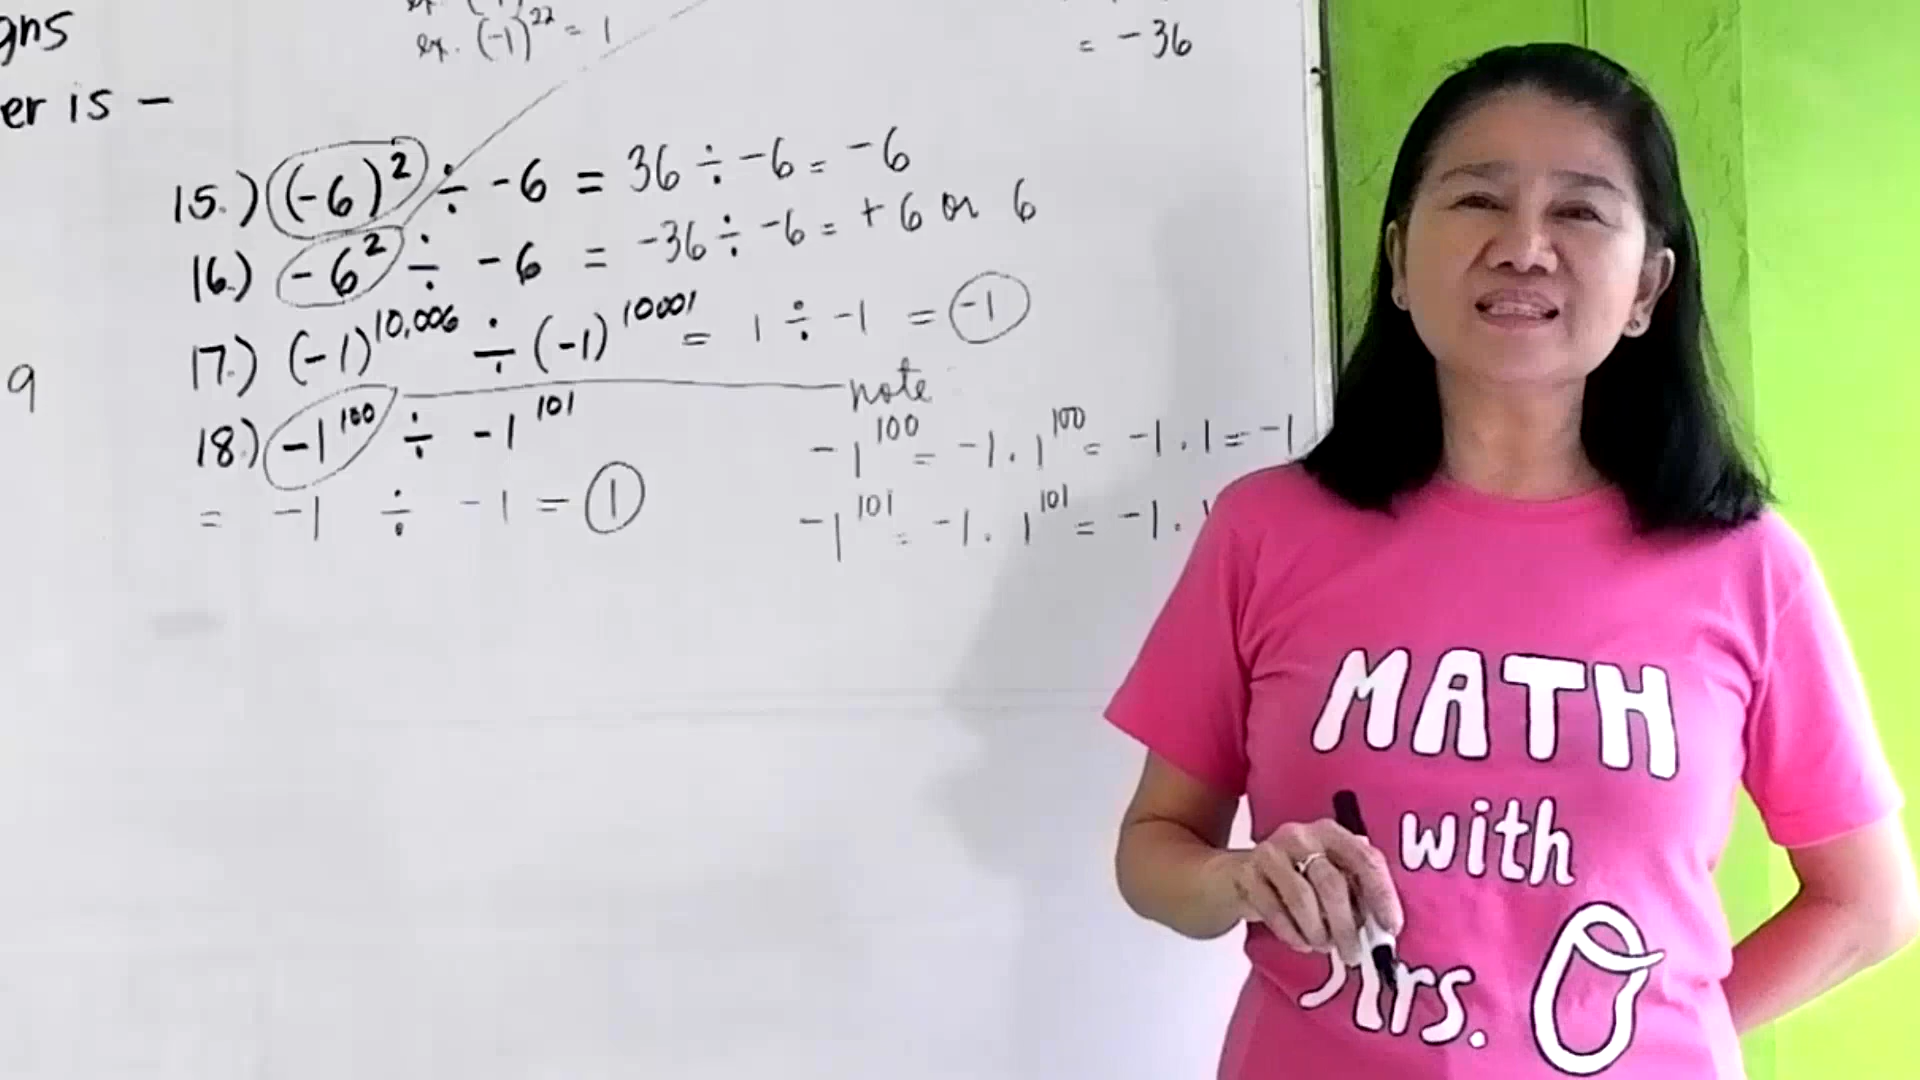 ex. (-1)²² = 1
= -36
gns
er is -
15.) (-6)² ÷ -6 = 36 ÷ -6 = -6
16.) -6² ÷ -6 = -36 ÷ -6 = +6 or 6
17.) (-1)^10,006 ÷ (-1)^10001 = 1 ÷ -1 = -1
9
note
18.) -1^100 ÷ -1^101
-1^100 = -1 . 1^100 = -1 . 1 = -1
= -1 ÷ -1 = 1
-1^101 = -1 . 1^101 = -1 . 1
MATH
with
Mrs. O